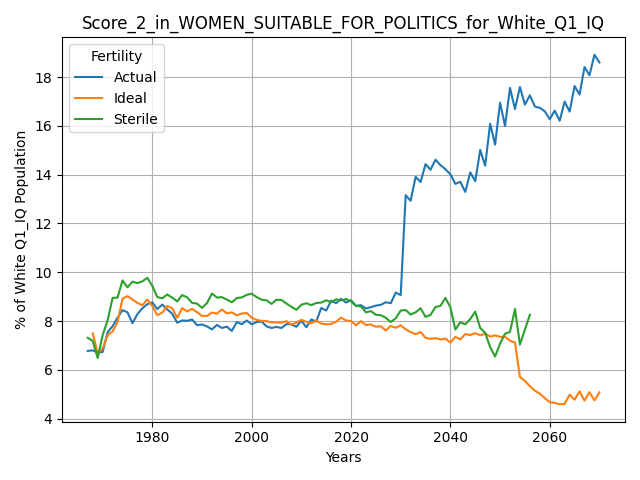 Score_2_in_WOMEN_SUITABLE_FOR_POLITICS_for_White_Q1_IQ
Fertility
Actual
Ideal
Sterile
% of White Q1_IQ Population
18
16
14
12
10
8
6
4
1980
2000
2020
2040
2060
Years